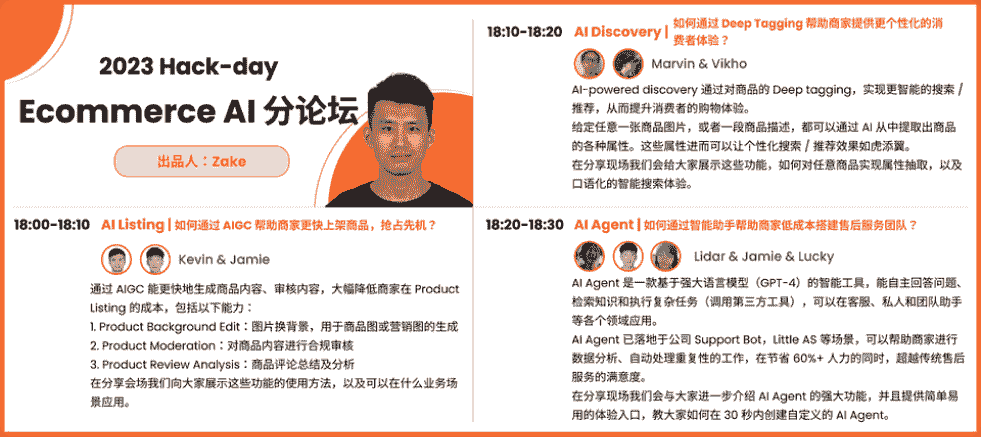 2023 Hack-day
Ecommerce AI 分论坛
出品人：Zake
18:00-18:10 AI Listing | 如何通过 AIGC 帮助商家更快上架商品，抢占先机？
Kevin & Jamie
通过 AIGC 能更快地生成商品内容、审核内容，大幅降低商家在 Product
Listing 的成本，包括以下能力：
1. Product Background Edit：图片换背景，用于商品图或营销图的生成
2. Product Moderation：对商品内容进行合规审核
3. Product Review Analysis：商品评论总结及分析
在分享会场我们向大家展示这些功能的使用方法，以及可以在什么业务场
景应用。
18:10-18:20 AI Discovery | 如何通过 Deep Tagging 帮助商家提供更个性化的消
费者体验？
Marvin & Vikho
AI-powered discovery 通过对商品的 Deep tagging，实现更智能的搜索 /
推荐，从而提升消费者的购物体验。
给定任意一张商品图片，或者一段商品描述，都可以通过 AI 从中提取出商品
的各种属性。这些属性进而可以让个性化搜索 / 推荐效果如虎添翼。
在分享现场我们会给大家展示这些功能，如何对任意商品实现属性抽取，以及
口语化的智能搜索体验。
18:20-18:30 AI Agent | 如何通过智能助手帮助商家低成本搭建售后服务团队？
Lidar & Jamie & Lucky
AI Agent 是一款基于强大语言模型（GPT-4）的智能工具，能自主回答问题、
检索知识和执行复杂任务（调用第三方工具），可以在客服、私人和团队助手
等各个领域应用。
AI Agent 已落地于公司 Support Bot，Little AS 等场景，可以帮助商家进行
数据分析、自动处理重复性的工作，在节省 60%+ 人力的同时，超越传统售后
服务的满意度。
在分享现场我们会与大家进一步介绍 AI Agent 的强大功能，并且提供简单易
用的体验入口，教大家如何在 30 秒内创建自定义的 AI Agent。